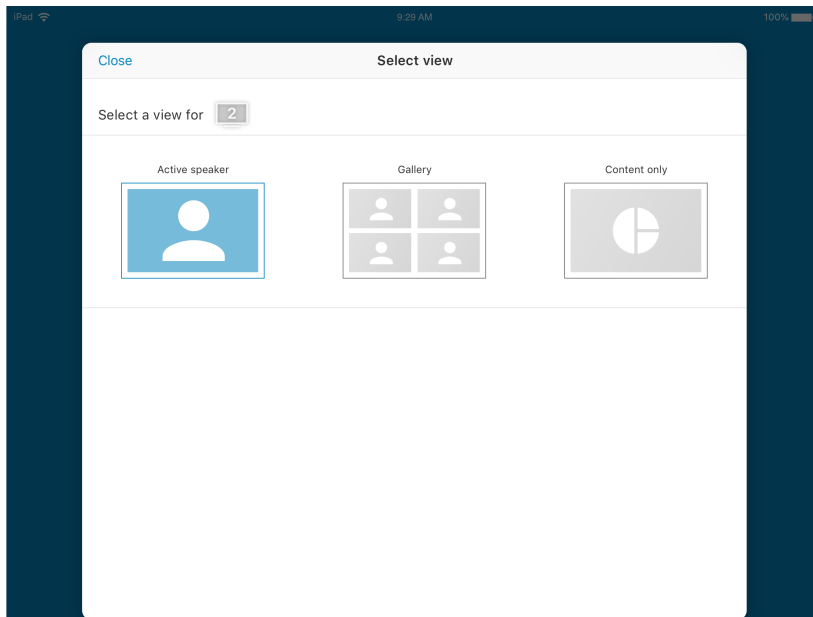 iPad 9:29 AM 100%
Close Select view
Select a view for 2
Active speaker Gallery Content only